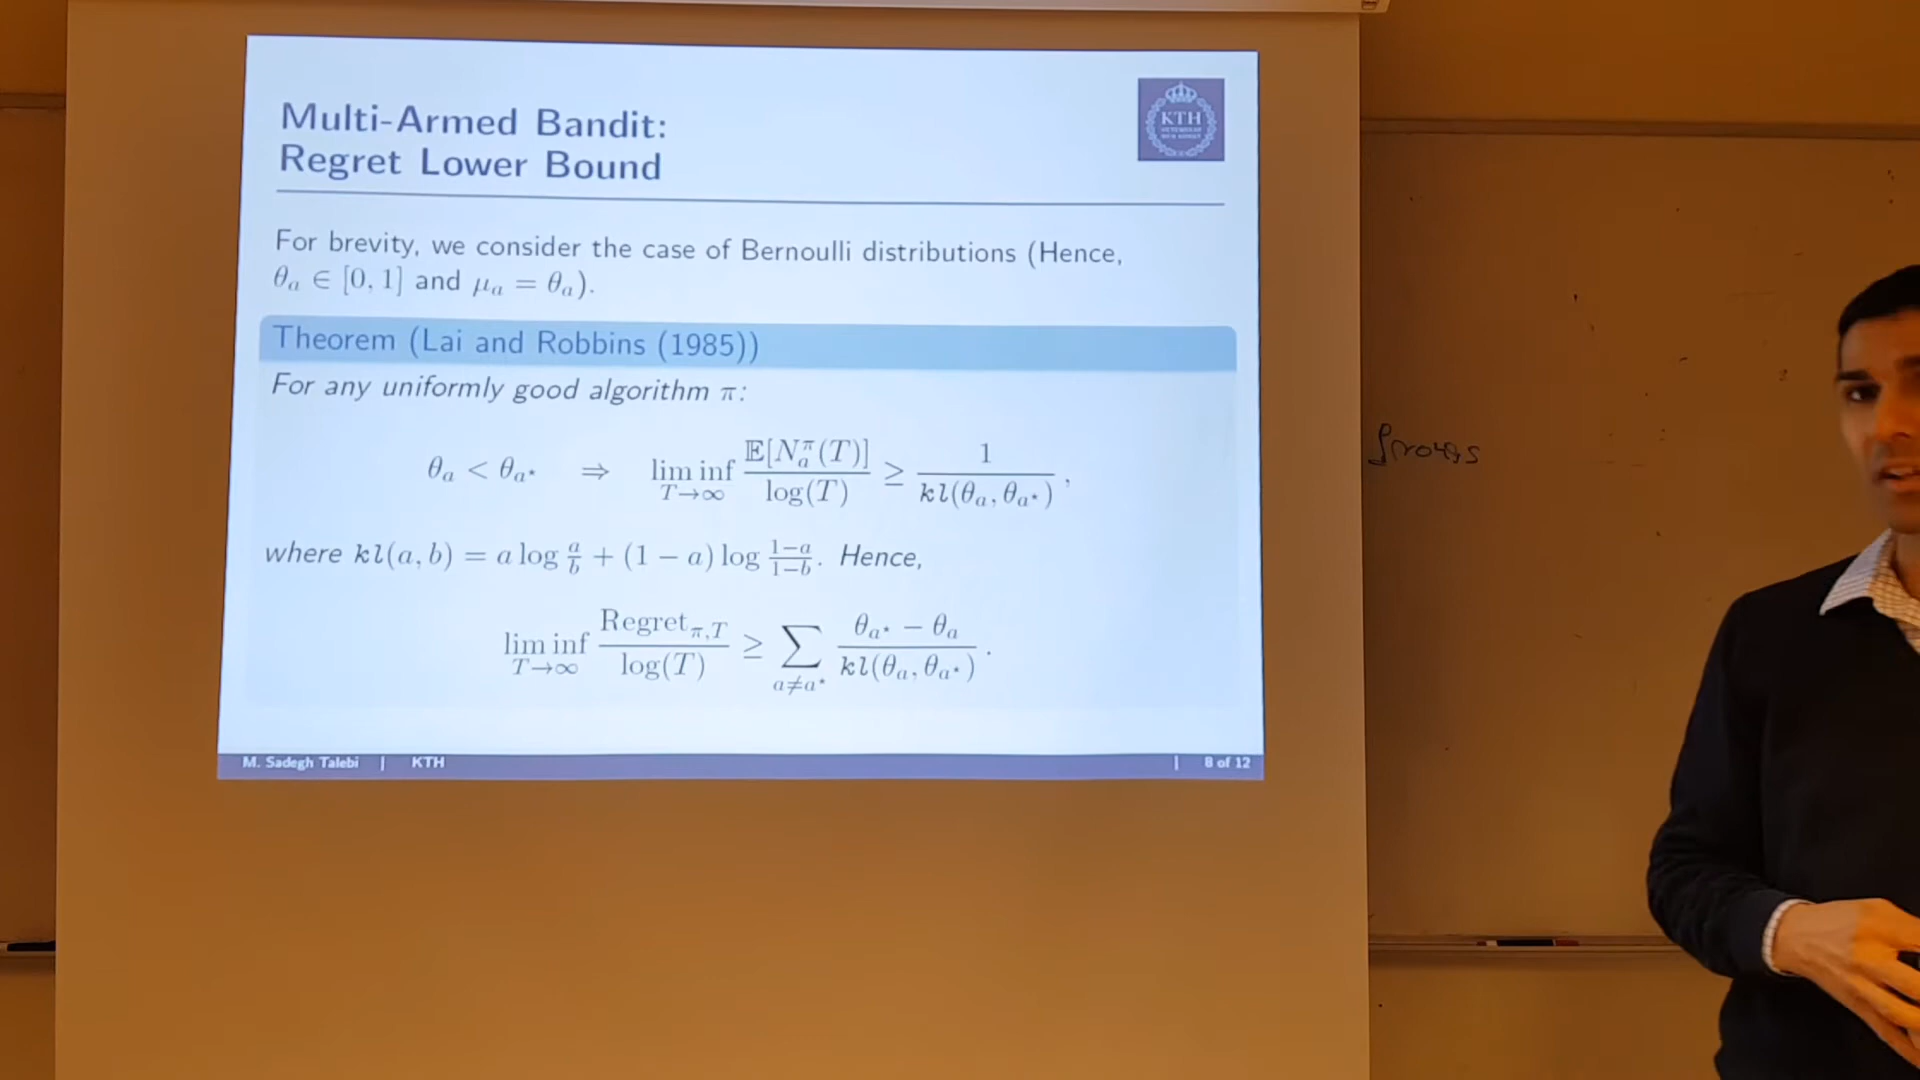 Multi-Armed Bandit:
Regret Lower Bound
KTH
For brevity, we consider the case of Bernoulli distributions (Hence,
θ_a ∈ [0, 1] and μ_a = θ_a).
Theorem (Lai and Robbins (1985))
For any uniformly good algorithm π:
θ_a < θ_{a⋆} ⇒ lim inf_{T→∞} E[N_a^π(T)] / log(T) ≥ 1 / kl(θ_a, θ_{a⋆}),
where kl(a, b) = a log a/b + (1 − a) log (1−a)/(1−b). Hence,
lim inf_{T→∞} Regret_{π,T} / log(T) ≥ ∑_{a≠a⋆} (θ_{a⋆} − θ_a) / kl(θ_a, θ_{a⋆}).
M. Sadegh Talebi | KTH | 8 of 12